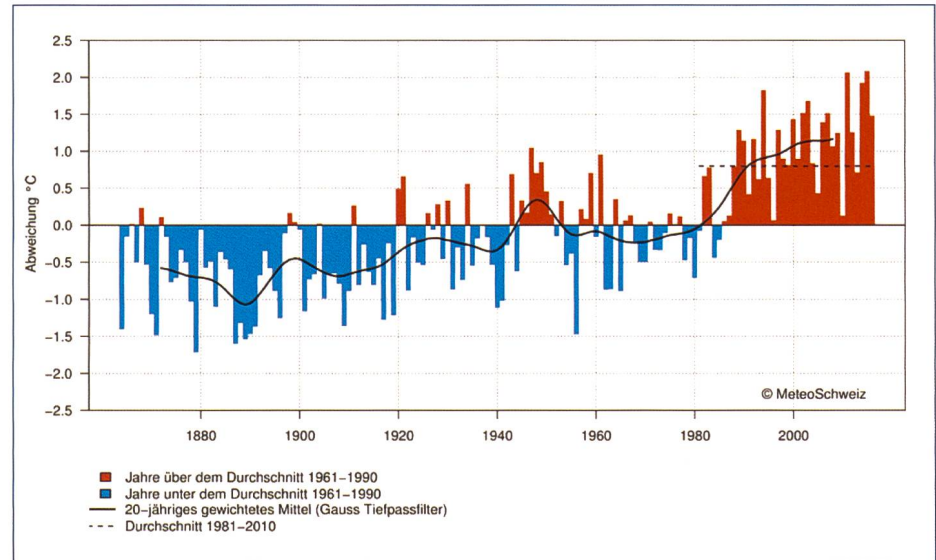 2.5
2.0
1.5
1.0
0.5
0.0
−0.5
−1.0
−1.5
−2.0
−2.5
Abweichung °C
© MeteoSchweiz
1880 1900 1920 1940 1960 1980 2000
Jahre über dem Durchschnitt 1961−1990
Jahre unter dem Durchschnitt 1961−1990
20−jähriges gewichtetes Mittel (Gauss Tiefpassfilter)
Durchschnitt 1981−2010